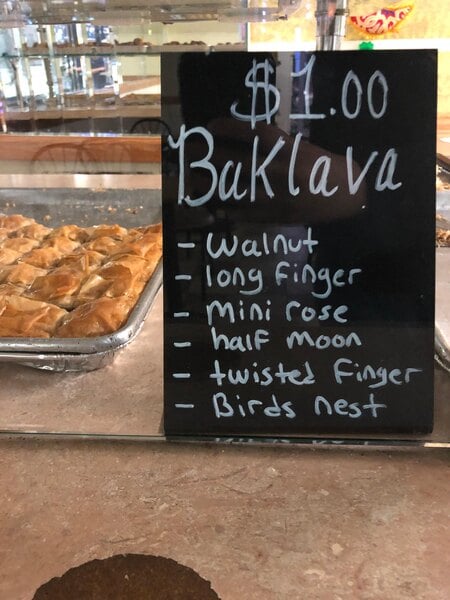 $1.00
Baklava
- walnut
- long finger
- mini rose
- half moon
- twisted finger
- Birds nest